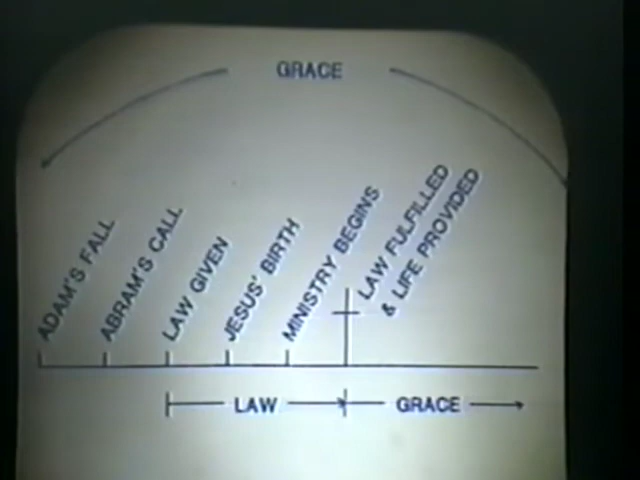 GRACE
ADAM'S FALL
ABRAM'S CALL
LAW GIVEN
JESUS' BIRTH
MINISTRY BEGINS
LAW FULFILLED
& LIFE PROVIDED
LAW
GRACE